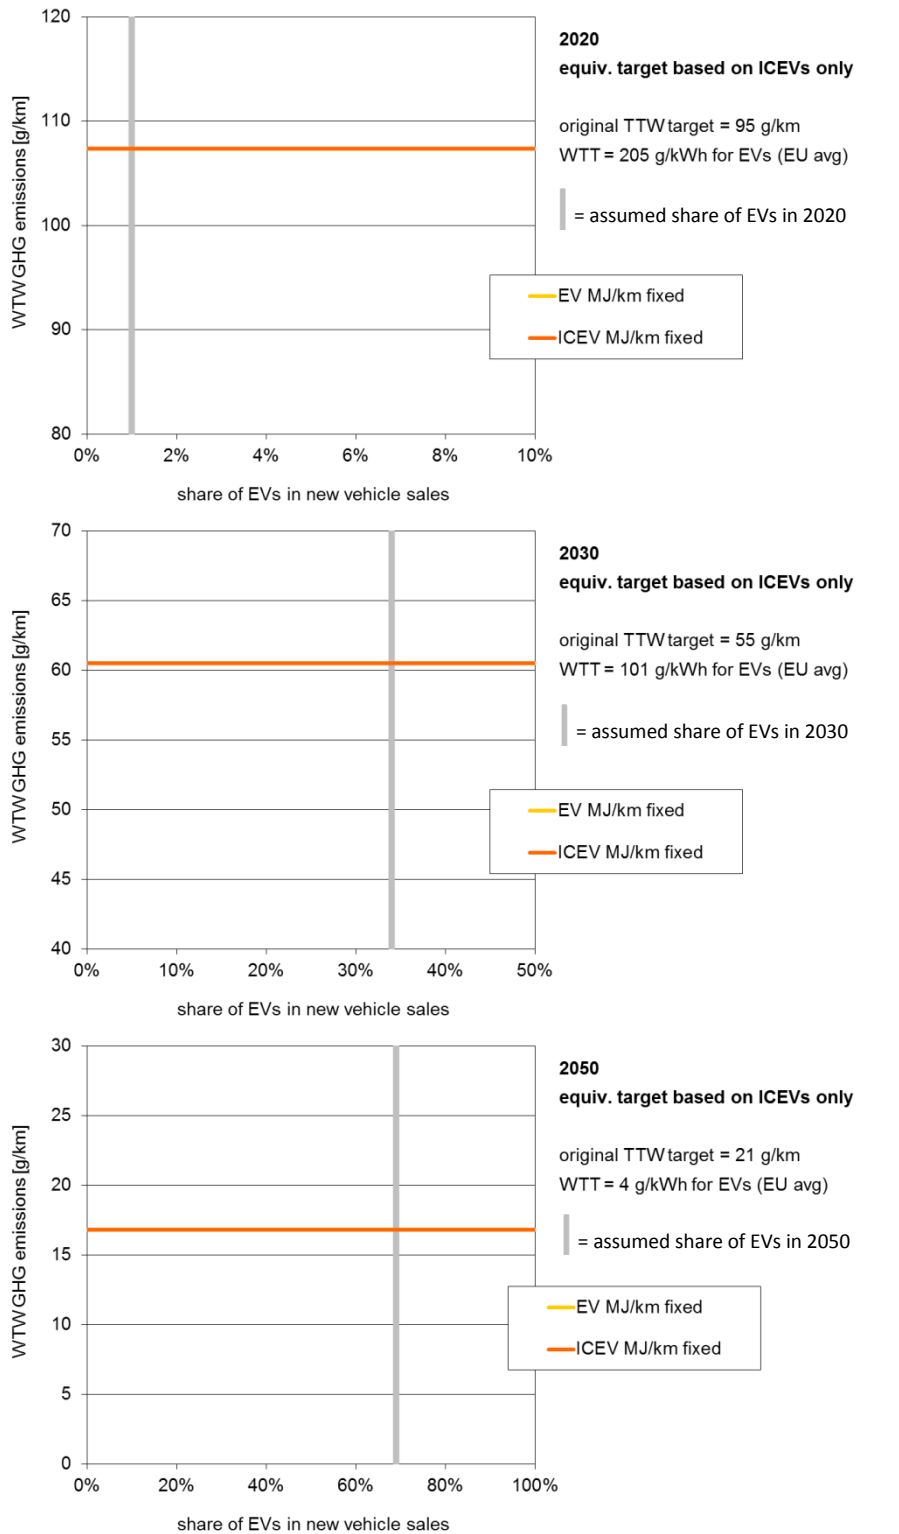 120
110
100
90
80
WTW GHG emissions [g/km]
0% 2% 4% 6% 8% 10%
share of EVs in new vehicle sales
2020
equiv. target based on ICEVs only
original TTW target = 95 g/km
WTT = 205 g/kWh for EVs (EU avg)
= assumed share of EVs in 2020
EV MJ/km fixed
ICEV MJ/km fixed
70
65
60
55
50
45
40
WTW GHG emissions [g/km]
0% 10% 20% 30% 40% 50%
share of EVs in new vehicle sales
2030
equiv. target based on ICEVs only
original TTW target = 55 g/km
WTT = 101 g/kWh for EVs (EU avg)
= assumed share of EVs in 2030
EV MJ/km fixed
ICEV MJ/km fixed
30
25
20
15
10
5
0
WTW GHG emissions [g/km]
0% 20% 40% 60% 80% 100%
share of EVs in new vehicle sales
2050
equiv. target based on ICEVs only
original TTW target = 21 g/km
WTT = 4 g/kWh for EVs (EU avg)
= assumed share of EVs in 2050
EV MJ/km fixed
ICEV MJ/km fixed